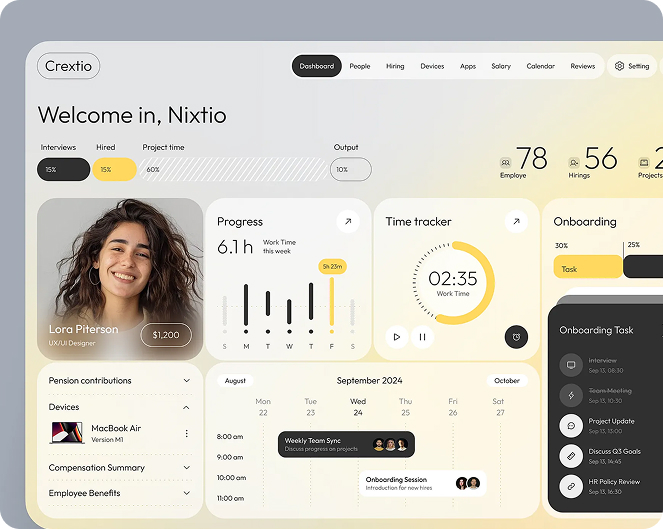 Crextio
Dashboard People Hiring Devices Apps Salary Calendar Reviews Setting
Welcome in, Nixtio
Interviews Hired Project time Output
15% 15% 60% 10%
78 56 2
Employe Hirings Projects
Lora Piterson
UX/UI Designer
$1,200
Progress
6.1 h Work Time
this week
5h 23m
S M T W T F S
Time tracker
02:35
Work Time
Onboarding
30% 25%
Task
Onboarding Task
Interview
Sep 13, 08:30
Team Meeting
Sep 13, 10:30
Project Update
Sep 13, 13:00
Discuss Q3 Goals
Sep 13, 14:45
HR Policy Review
Sep 13, 16:30
Pension contributions
Devices
MacBook Air
Version M1
Compensation Summary
Employee Benefits
August September 2024 October
Mon Tue Wed Thu Fri Sat
22 23 24 25 26 27
8:00 am
9:00 am
10:00 am
11:00 am
Weekly Team Sync
Discuss progress on projects
Onboarding Session
Introduction for new hires